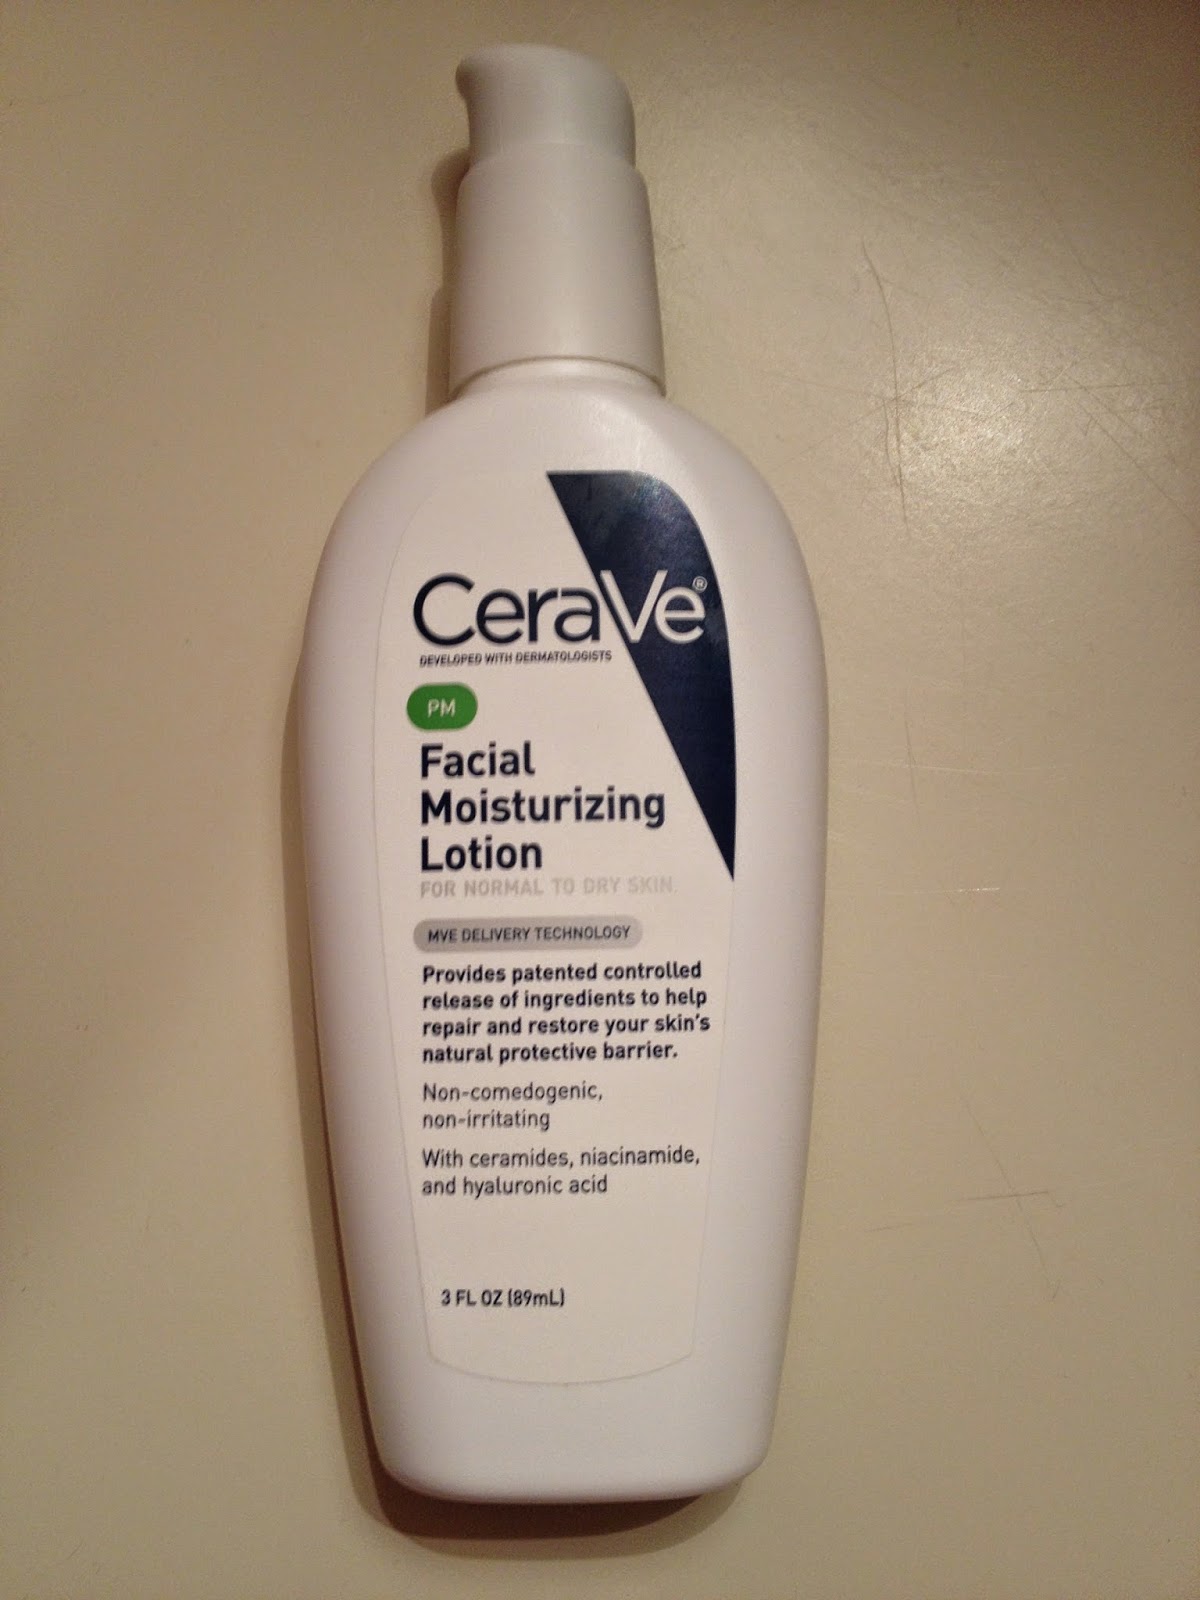 CeraVe®
DEVELOPED WITH DERMATOLOGISTS
PM
Facial
Moisturizing
Lotion
FOR NORMAL TO DRY SKIN
MVE DELIVERY TECHNOLOGY
Provides patented controlled
release of ingredients to help
repair and restore your skin's
natural protective barrier.
Non-comedogenic,
non-irritating
With ceramides, niacinamide,
and hyaluronic acid
3 FL OZ (89mL)